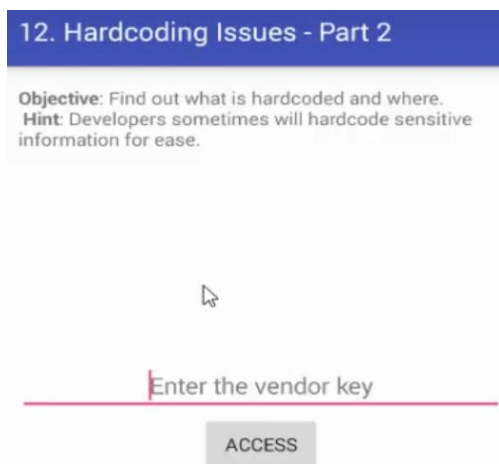 12. Hardcoding Issues - Part 2
Objective: Find out what is hardcoded and where.
Hint: Developers sometimes will hardcode sensitive
information for ease.
Enter the vendor key
ACCESS